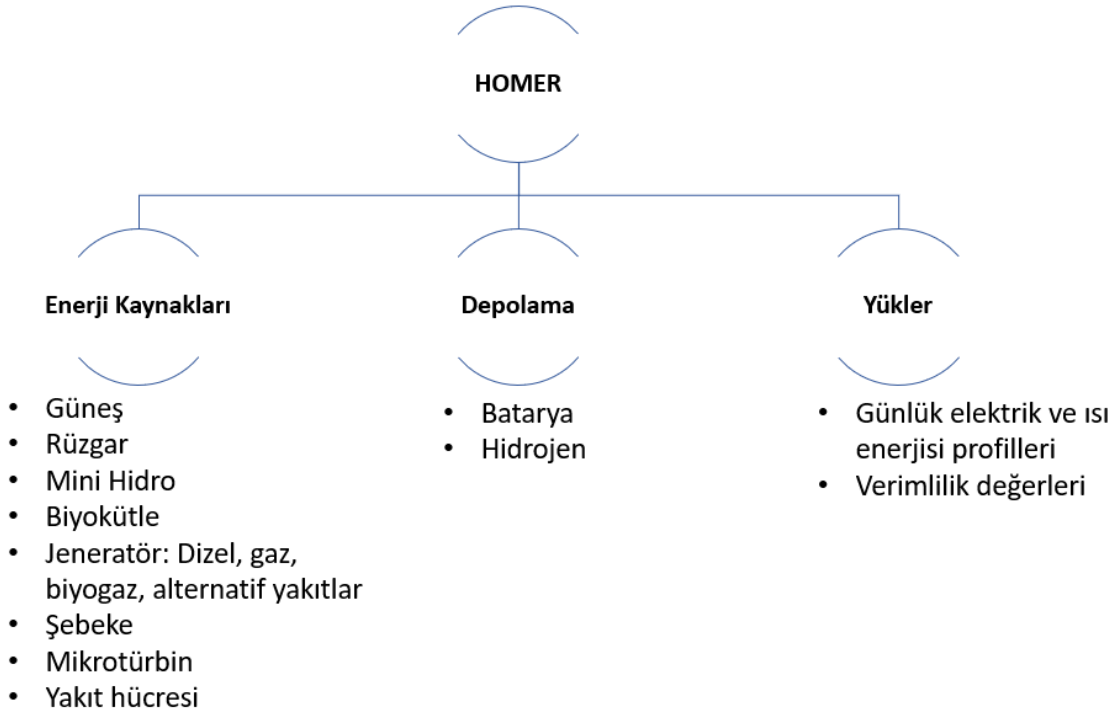 HOMER
Enerji Kaynakları
• Güneş
• Rüzgar
• Mini Hidro
• Biyokütle
• Jeneratör: Dizel, gaz,
biyogaz, alternatif yakıtlar
• Şebeke
• Mikrotürbin
• Yakıt hücresi
Depolama
• Batarya
• Hidrojen
Yükler
• Günlük elektrik ve ısı
enerjisi profilleri
• Verimlilik değerleri